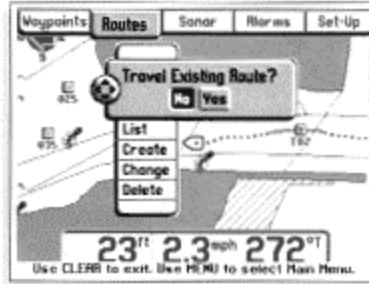 Waypoints Routes Sonar Alarms Set-Up
Travel Existing Route?
No Yes
List
Create
Change
Delete
23ft 2.3mph 272°T
Use CLEAR to exit. Use MENU to select Main Menu.